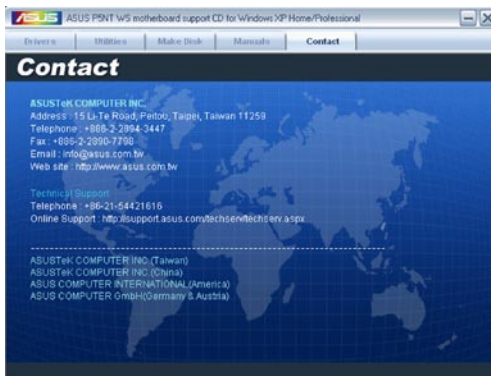 ASUS ASUS P5NT WS motherboard support CD for Windows XP Home/Professional
Drivers Utilities Make Disk Manuals Contact
Contact
ASUSTeK COMPUTER INC.
Address : 15 Li-Te Road, Peitou, Taipei, Taiwan 11259
Telephone : +886-2-2894-3447
Fax : +886-2-2890-7798
Email : info@asus.com.tw
Web site : http://www.asus.com.tw
Technical Support
Telephone : +86-21-54421616
Online Support : http://support.asus.com/techserv/techserv.aspx
ASUSTeK COMPUTER INC.(Taiwan)
ASUSTeK COMPUTER INC.(China)
ASUS COMPUTER INTERNATIONAL(America)
ASUS COMPUTER GmbH(Germany & Austria)